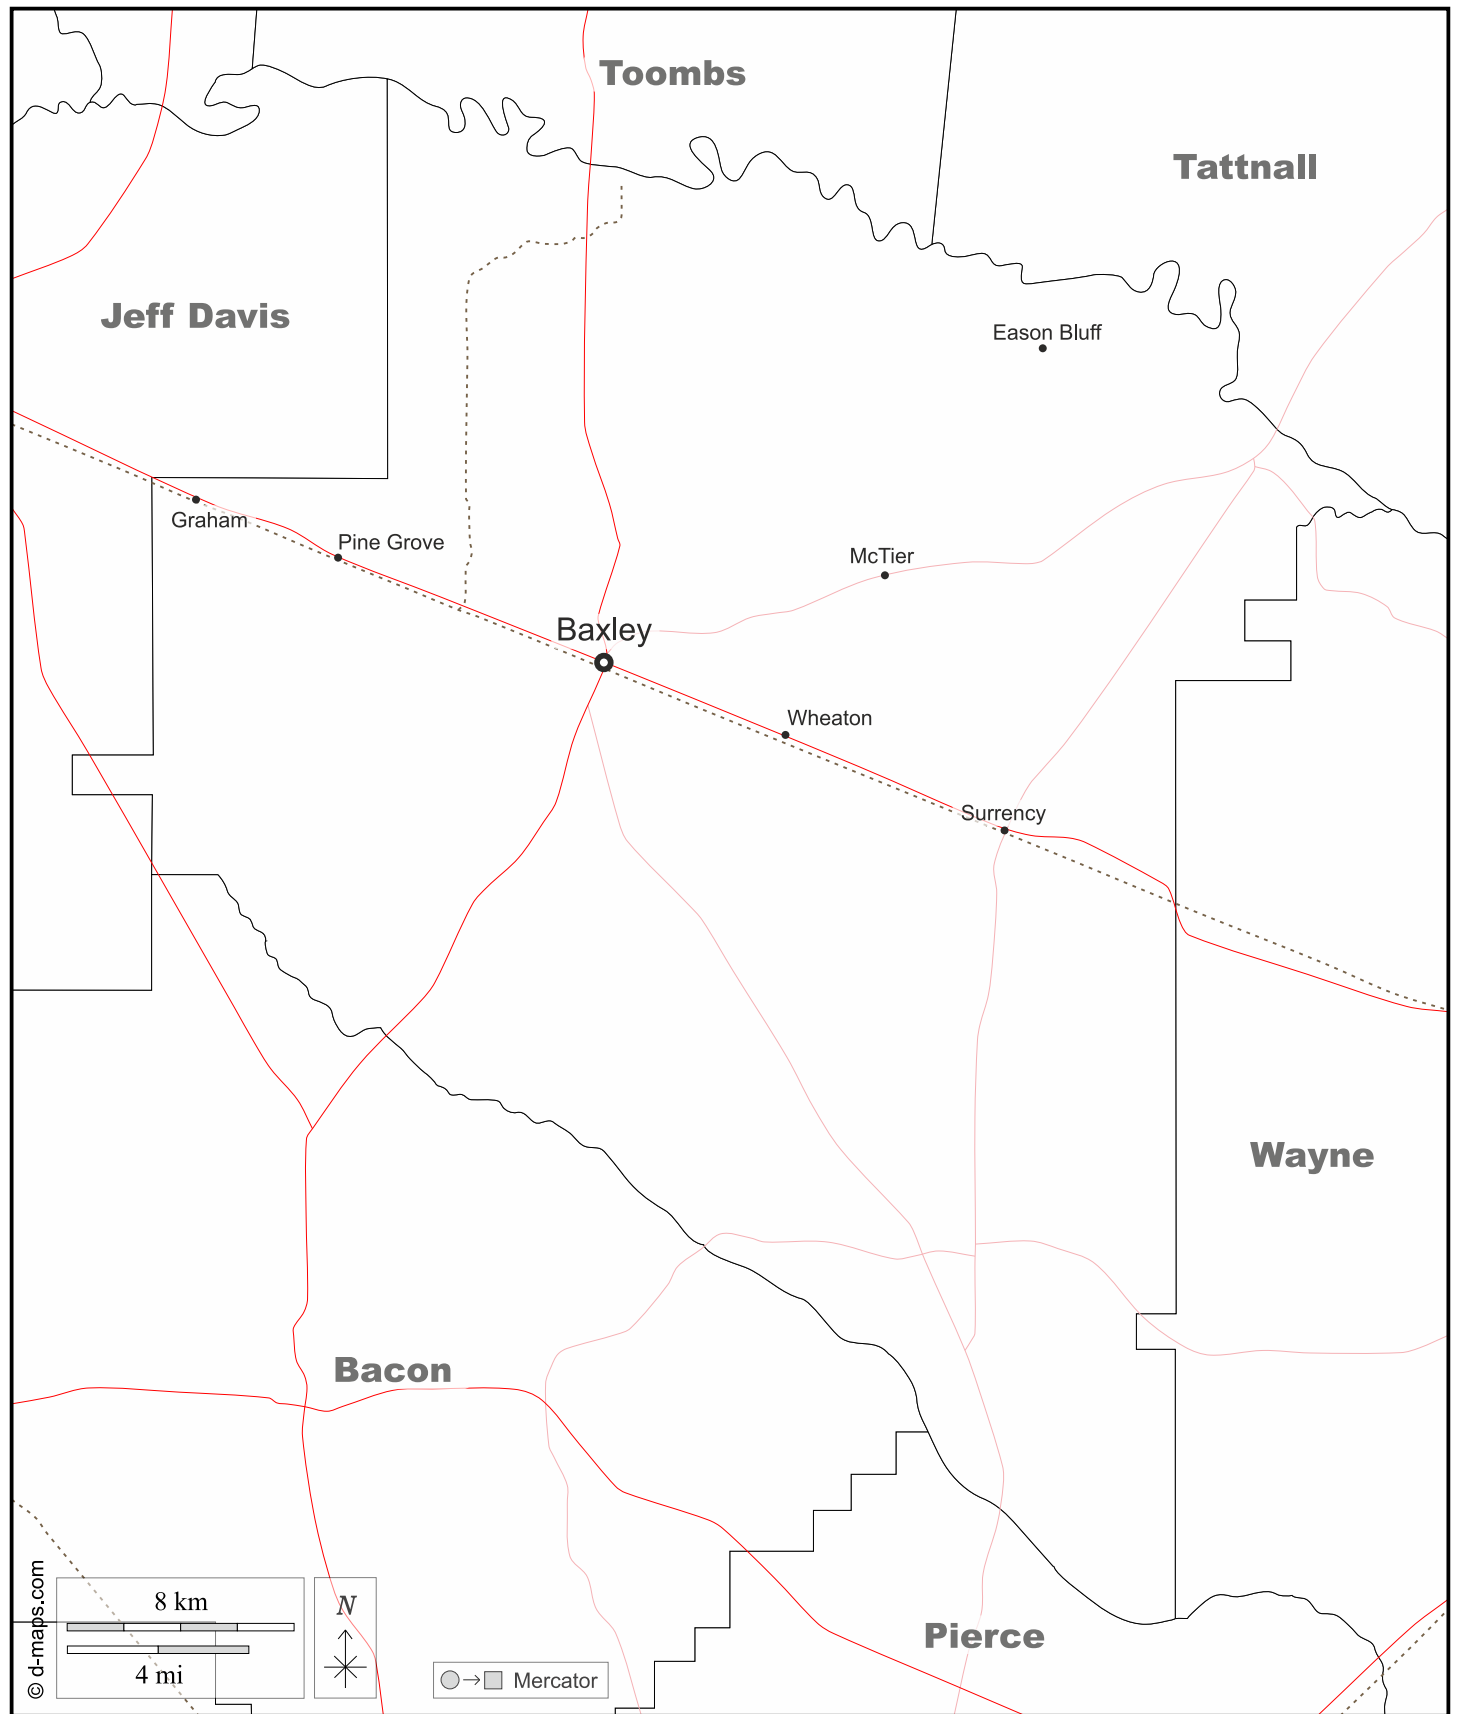 Toombs
Tattnall
Jeff Davis
Eason Bluff
Graham
Pine Grove
McTier
Baxley
Wheaton
Surrency
Wayne
Bacon
Pierce
© d-maps.com
8 km
4 mi
N
Mercator